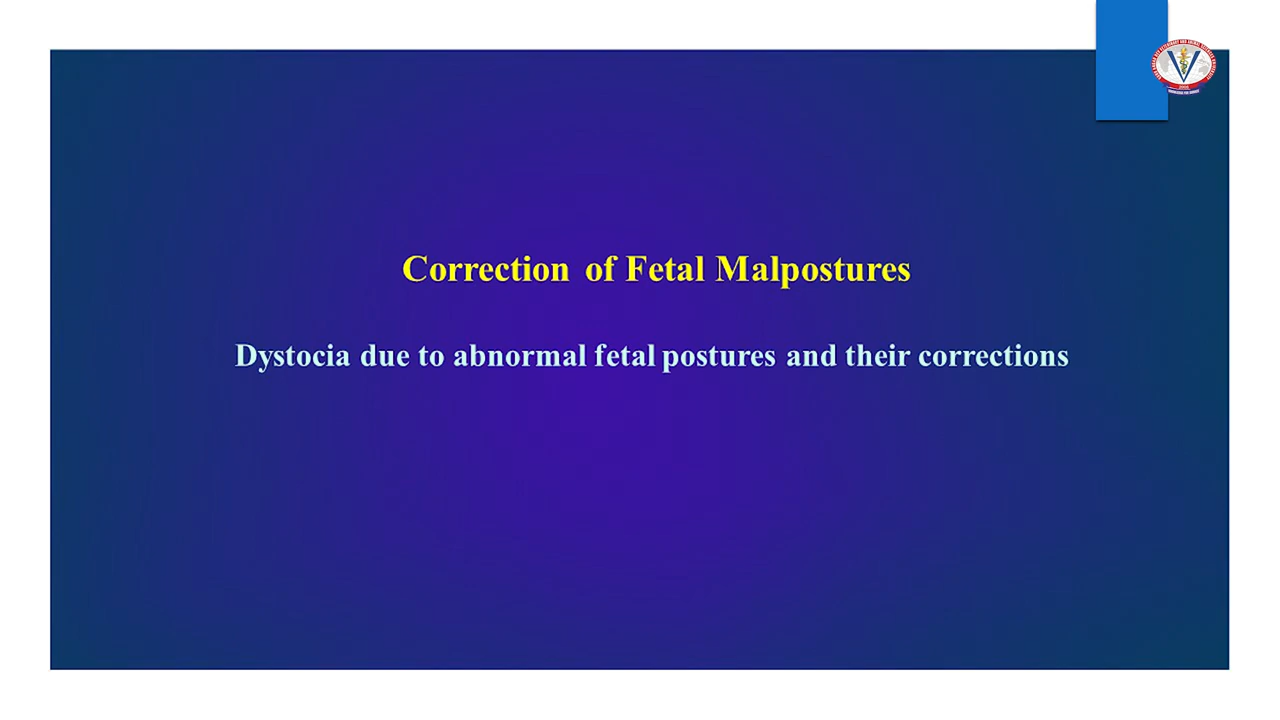 Correction of Fetal Malpostures
Dystocia due to abnormal fetal postures and their corrections